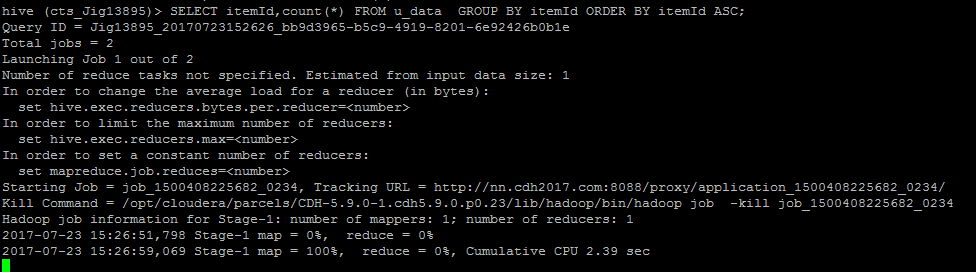 hive (cts_Jig13895)> SELECT itemId,count(*) FROM u_data  GROUP BY itemId ORDER BY itemId ASC;
Query ID = Jig13895_20170723152626_bb9d3965-b5c9-4919-8201-6e92426b0b1e
Total jobs = 2
Launching Job 1 out of 2
Number of reduce tasks not specified. Estimated from input data size: 1
In order to change the average load for a reducer (in bytes):
  set hive.exec.reducers.bytes.per.reducer=<number>
In order to limit the maximum number of reducers:
  set hive.exec.reducers.max=<number>
In order to set a constant number of reducers:
  set mapreduce.job.reduces=<number>
Starting Job = job_1500408225682_0234, Tracking URL = http://nn.cdh2017.com:8088/proxy/application_1500408225682_0234/
Kill Command = /opt/cloudera/parcels/CDH-5.9.0-1.cdh5.9.0.p0.23/lib/hadoop/bin/hadoop job  -kill job_1500408225682_0234
Hadoop job information for Stage-1: number of mappers: 1; number of reducers: 1
2017-07-23 15:26:51,798 Stage-1 map = 0%,  reduce = 0%
2017-07-23 15:26:59,069 Stage-1 map = 100%,  reduce = 0%, Cumulative CPU 2.39 sec